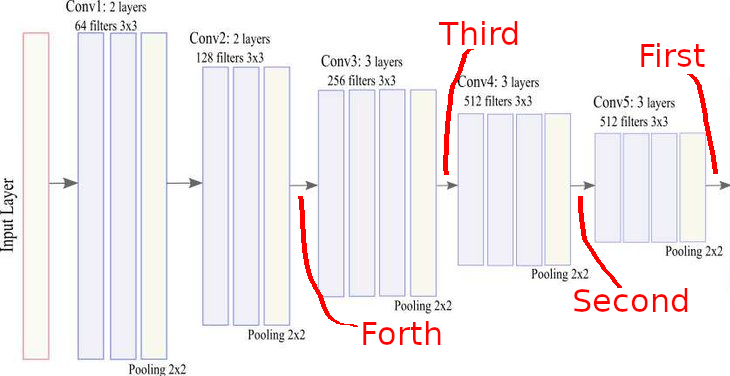 Conv1: 2 layers
64 filters 3x3
Third
First
Conv2: 2 layers
128 filters 3x3
Conv3: 3 layers
256 filters 3x3
Conv4: 3 layers
512 filters 3x3
Conv5: 3 layers
512 filters 3x3
Input Layer
Pooling 2x2
Pooling 2x2
Second
Pooling 2x2
Forth
Pooling 2x2
Pooling 2x2